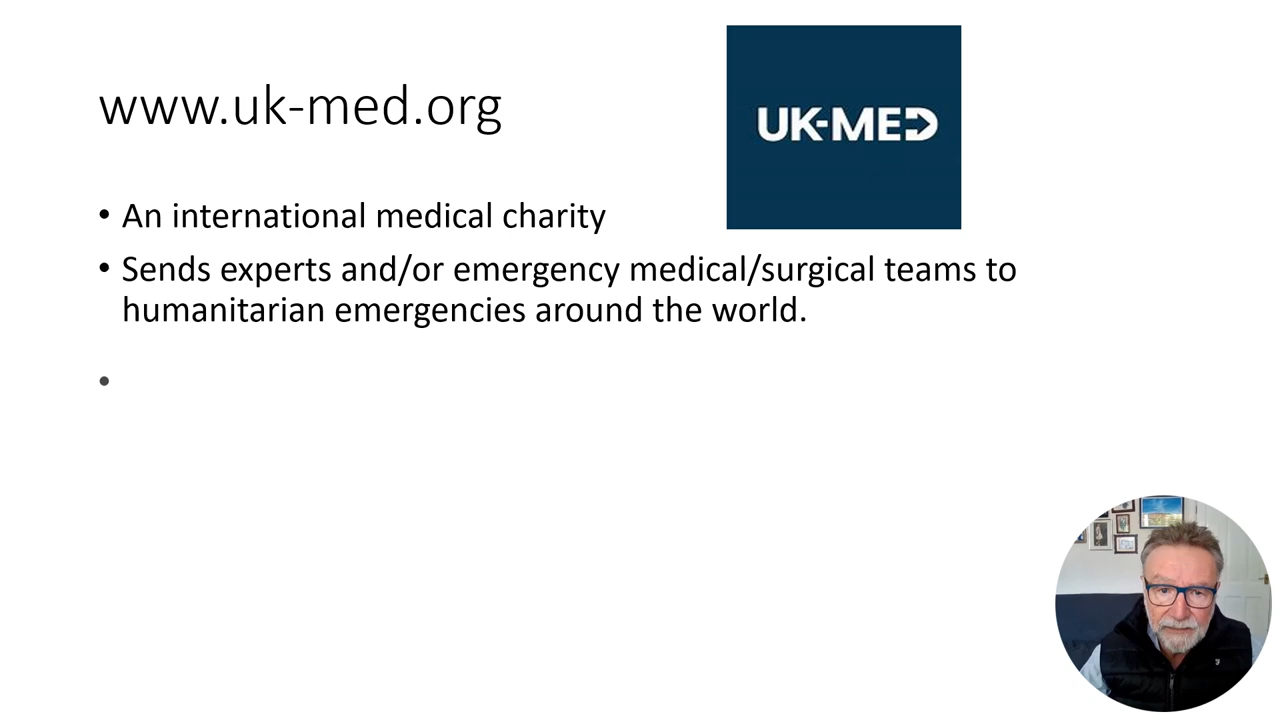 www.uk-med.org
UK-MED
• An international medical charity
• Sends experts and/or emergency medical/surgical teams to
humanitarian emergencies around the world.
•